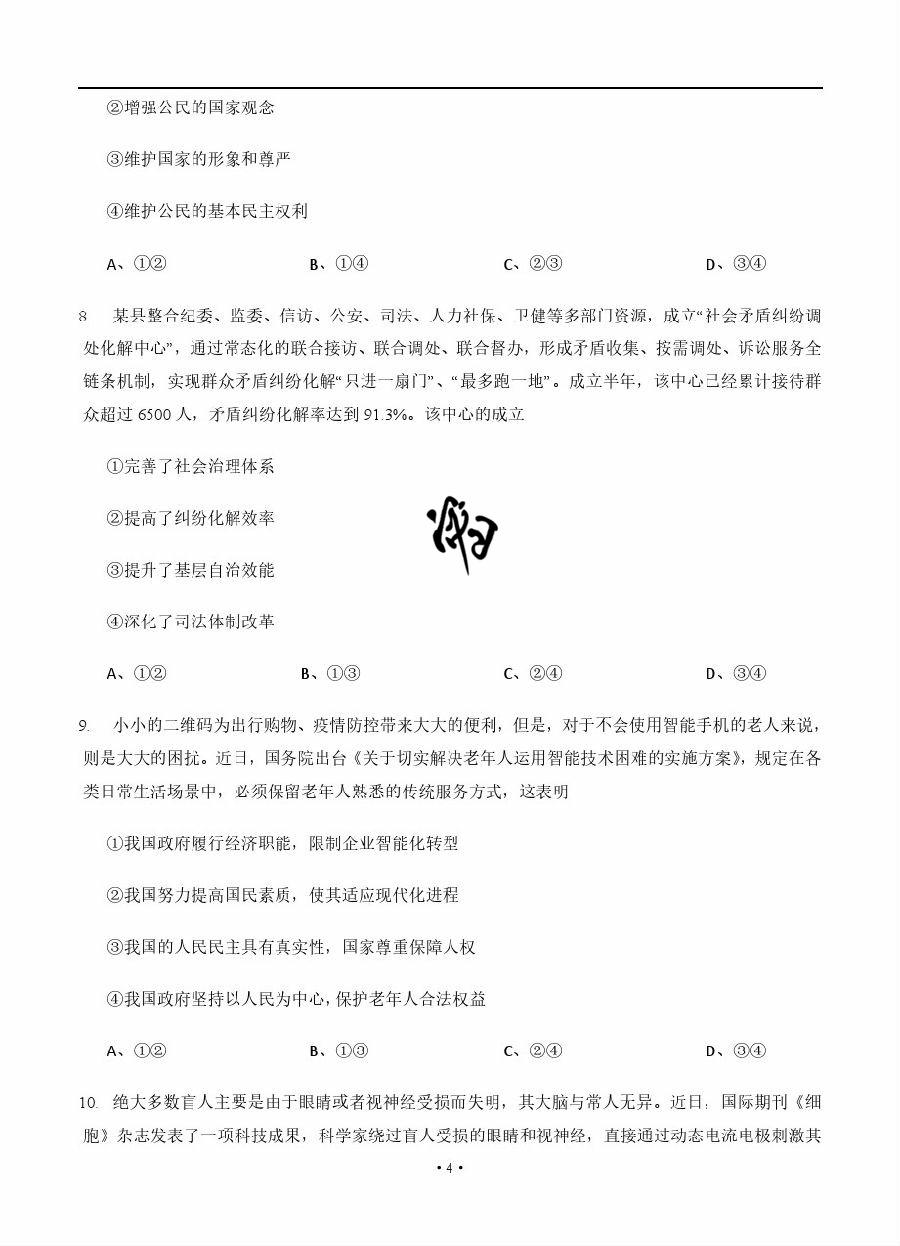 ②增强公民的国家观念
③维护国家的形象和尊严
④维护公民的基本民主权利
A、①② B、①④ C、②③ D、③④
8 某县整合纪委、监委、信访、公安、司法、人力社保、卫健等多部门资源，成立“社会矛盾纠纷调
处化解中心”，通过常态化的联合接访、联合调处、联合督办，形成矛盾收集、按需调处、诉讼服务全
链条机制，实现群众矛盾纠纷化解“只进一扇门”、“最多跑一地”。成立半年，该中心已经累计接待群
众超过 6500 人，矛盾纠纷化解率达到 91.3%。该中心的成立
①完善了社会治理体系
②提高了纠纷化解效率
③提升了基层自治效能
④深化了司法体制改革
A、①② B、①③ C、②④ D、③④
9. 小小的二维码为出行购物、疫情防控带来大大的便利，但是，对于不会使用智能手机的老人来说，
则是大大的困扰。近日，国务院出台《关于切实解决老年人运用智能技术困难的实施方案》，规定在各
类日常生活场景中，必须保留老年人熟悉的传统服务方式，这表明
①我国政府履行经济职能，限制企业智能化转型
②我国努力提高国民素质，使其适应现代化进程
③我国的人民民主具有真实性，国家尊重保障人权
④我国政府坚持以人民为中心，保护老年人合法权益
A、①② B、①③ C、②④ D、③④
10. 绝大多数盲人主要是由于眼睛或者视神经受损而失明，其大脑与常人无异。近日，国际期刊《细
胞》杂志发表了一项科技成果，科学家绕过盲人受损的眼睛和视神经，直接通过动态电流电极刺激其
• 4 •